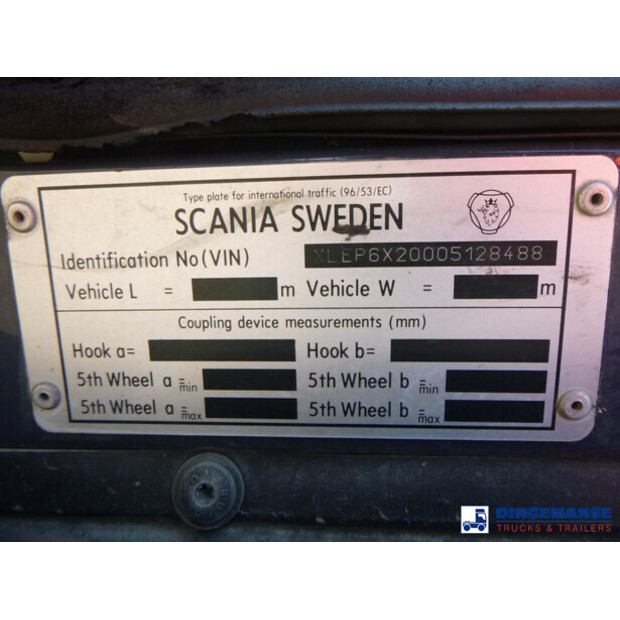 Type plate for international traffic (96/53/EC)
SCANIA SWEDEN
Identification No (VIN) XLEP6X20005128488
Vehicle L = m Vehicle W = m
Coupling device measurements (mm)
Hook a= Hook b=
5th Wheel a = min 5th Wheel b = min
5th Wheel a = max 5th Wheel b = max
DINGEMANSE
TRUCKS & TRAILERS